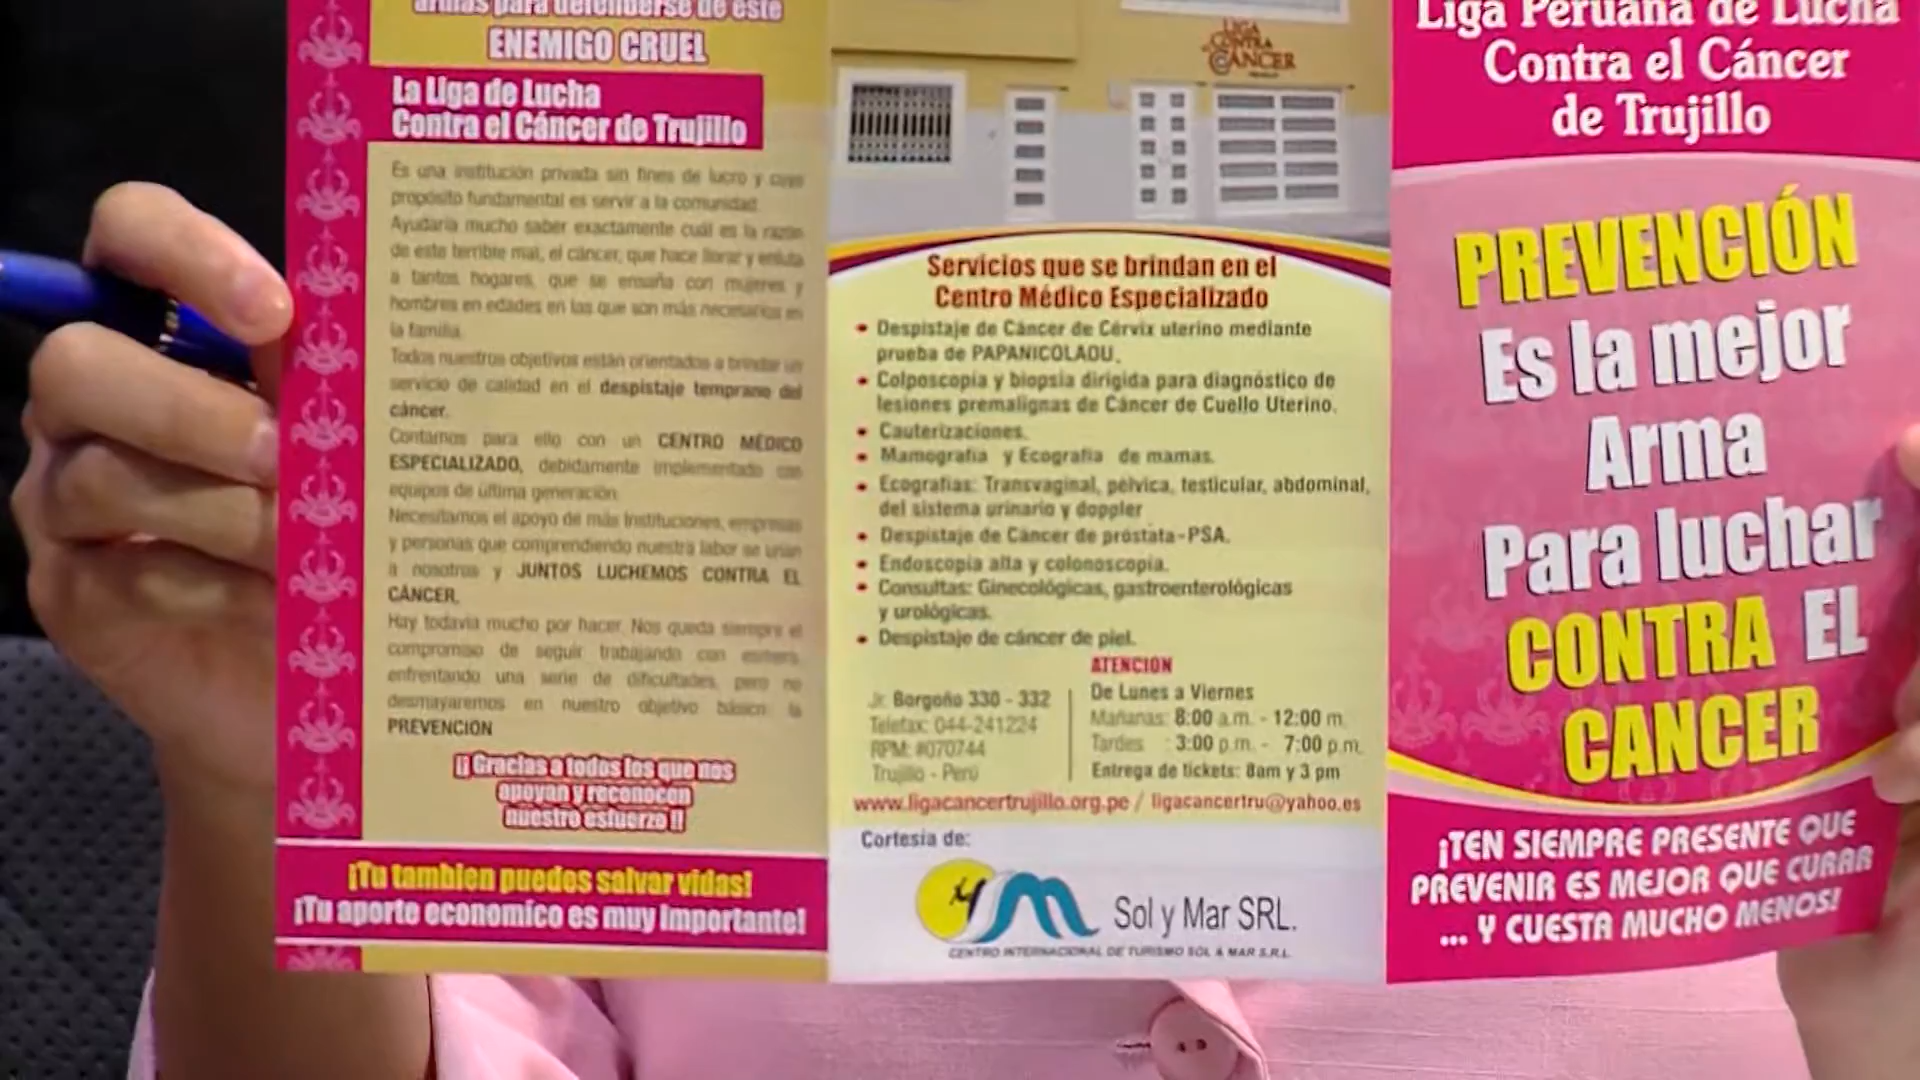 armas para defenderse de este
ENEMIGO CRUEL
La Liga de Lucha
Contra el Cáncer de Trujillo
Es una institución privada sin fines de lucro y cuyo
propósito fundamental es servir a la comunidad.
Ayudaría mucho saber exactamente cuál es la razón
de este terrible mal, el cáncer, que hace llorar y enluta
a tantos hogares, que se ensaña con mujeres y
hombres en edades en las que son más necesarios en
la familia.
Todos nuestros objetivos están orientados a brindar un
servicio de calidad en el despistaje temprano del
cáncer.
Contamos para ello con un CENTRO MÉDICO
ESPECIALIZADO, debidamente implementado con
equipos de última generación.
Necesitamos el apoyo de más Instituciones, empresas
y personas que comprendiendo nuestra labor se unan
a nosotros y JUNTOS LUCHEMOS CONTRA EL
CÁNCER.
Hay todavía mucho por hacer. Nos queda siempre el
compromiso de seguir trabajando con esmero,
enfrentando una serie de dificultades, pero no
desmayaremos en nuestro objetivo básico: la
PREVENCION
¡¡Gracias a todos los que nos
apoyan y reconocen
nuestro esfuerzo!!
¡Tu tambien puedes salvar vidas!
¡Tu aporte economico es muy importante!
LIGA
CONTRA
CÁNCER
Servicios que se brindan en el
Centro Médico Especializado
• Despistaje de Cáncer de Cérvix uterino mediante
prueba de PAPANICOLAOU.
• Colposcopía y biopsia dirigida para diagnóstico de
lesiones premalignas de Cáncer de Cuello Uterino.
• Cauterizaciones.
• Mamografía y Ecografía de mamas.
• Ecografías: Transvaginal, pélvica, testicular, abdominal,
del sistema urinario y doppler
• Despistaje de Cáncer de próstata-PSA.
• Endoscopía alta y colonoscopía.
• Consultas: Ginecológicas, gastroenterológicas
y urológicas.
• Despistaje de cáncer de piel.
Jr. Borgoño 330 - 332
Telefax: 044-241224
RPM: #070744
Trujillo - Perú
ATENCION
De Lunes a Viernes
Mañanas: 8:00 a.m. - 12:00 m.
Tardes : 3:00 p.m. - 7:00 p.m.
Entrega de tickets: 8am y 3 pm
www.ligacancertrujillo.org.pe / ligacancertru@yahoo.es
Cortesía de:
Sol y Mar SRL.
CENTRO INTERNACIONAL DE TURISMO SOL & MAR S.R.L.
Liga Peruana de Lucha
Contra el Cáncer
de Trujillo
PREVENCIÓN
Es la mejor
Arma
Para luchar
CONTRA EL
CANCER
¡TEN SIEMPRE PRESENTE QUE
PREVENIR ES MEJOR QUE CURAR
... Y CUESTA MUCHO MENOS!